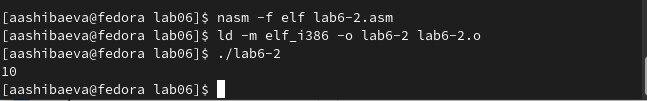 [aashibaeva@fedora lab06]$ nasm -f elf lab6-2.asm
[aashibaeva@fedora lab06]$ ld -m elf_i386 -o lab6-2 lab6-2.o
[aashibaeva@fedora lab06]$ ./lab6-2
10
[aashibaeva@fedora lab06]$